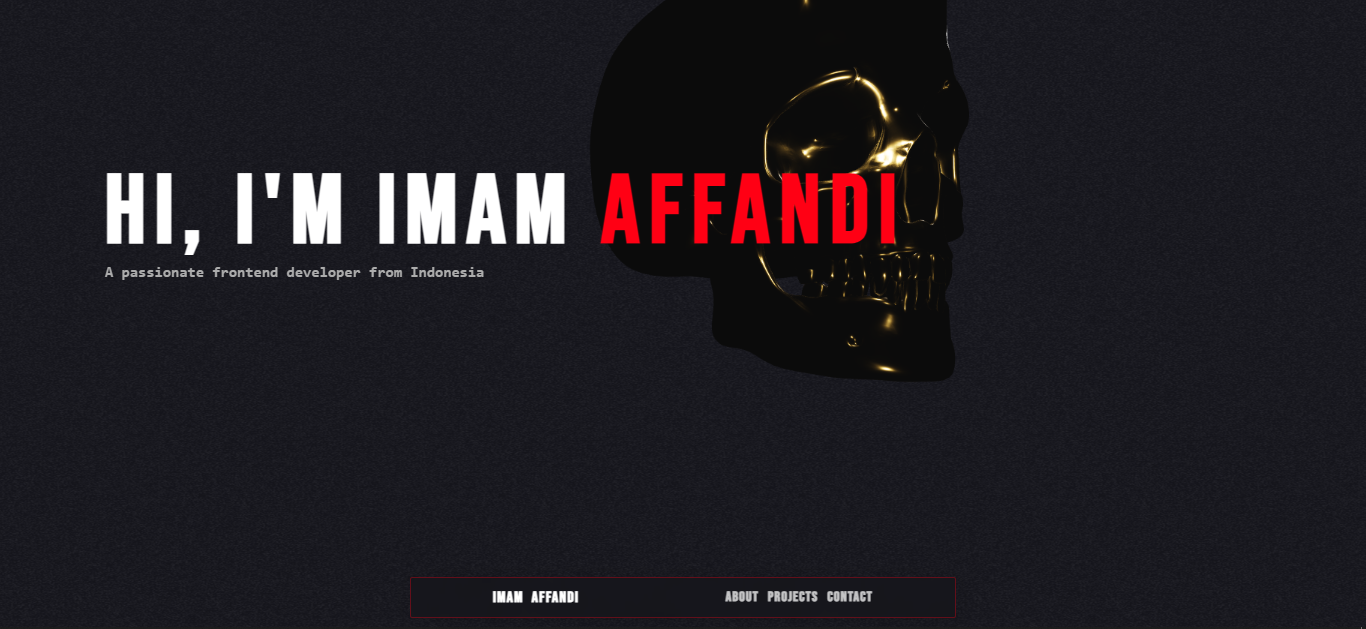 HI, I'M IMAM AFFANDI
A passionate frontend developer from Indonesia
IMAM AFFANDI ABOUT PROJECTS CONTACT